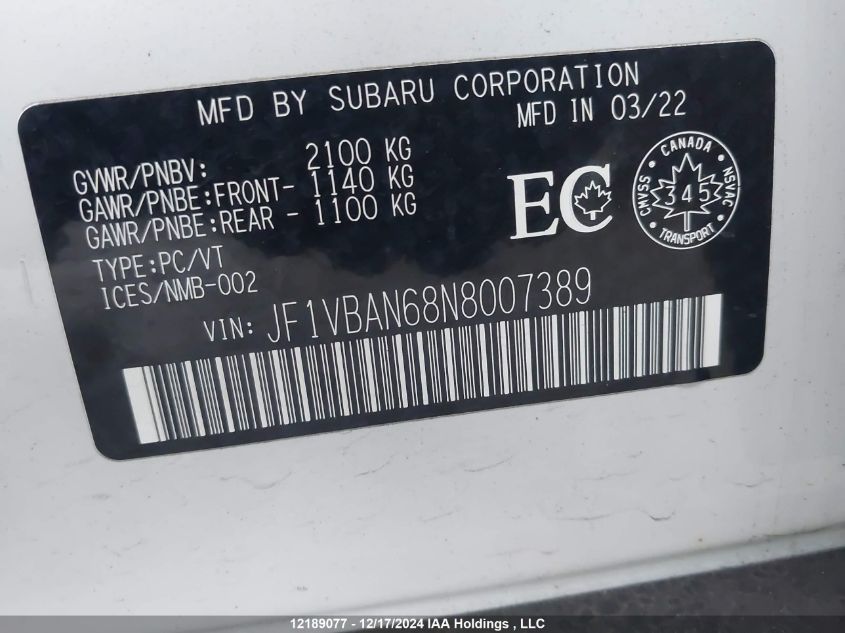 MFD BY SUBARU CORPORATION
MFD IN 03/22
GVWR/PNBV: 2100 KG
GAWR/PNBE:FRONT- 1140 KG
GAWR/PNBE:REAR - 1100 KG
TYPE:PC/VT
ICES/NMB-002
EC
CANADA
CMVSS 345 NSVAC
TRANSPORT
VIN: JF1VBAN68N8007389
12189077 - 12/17/2024 IAA Holdings , LLC